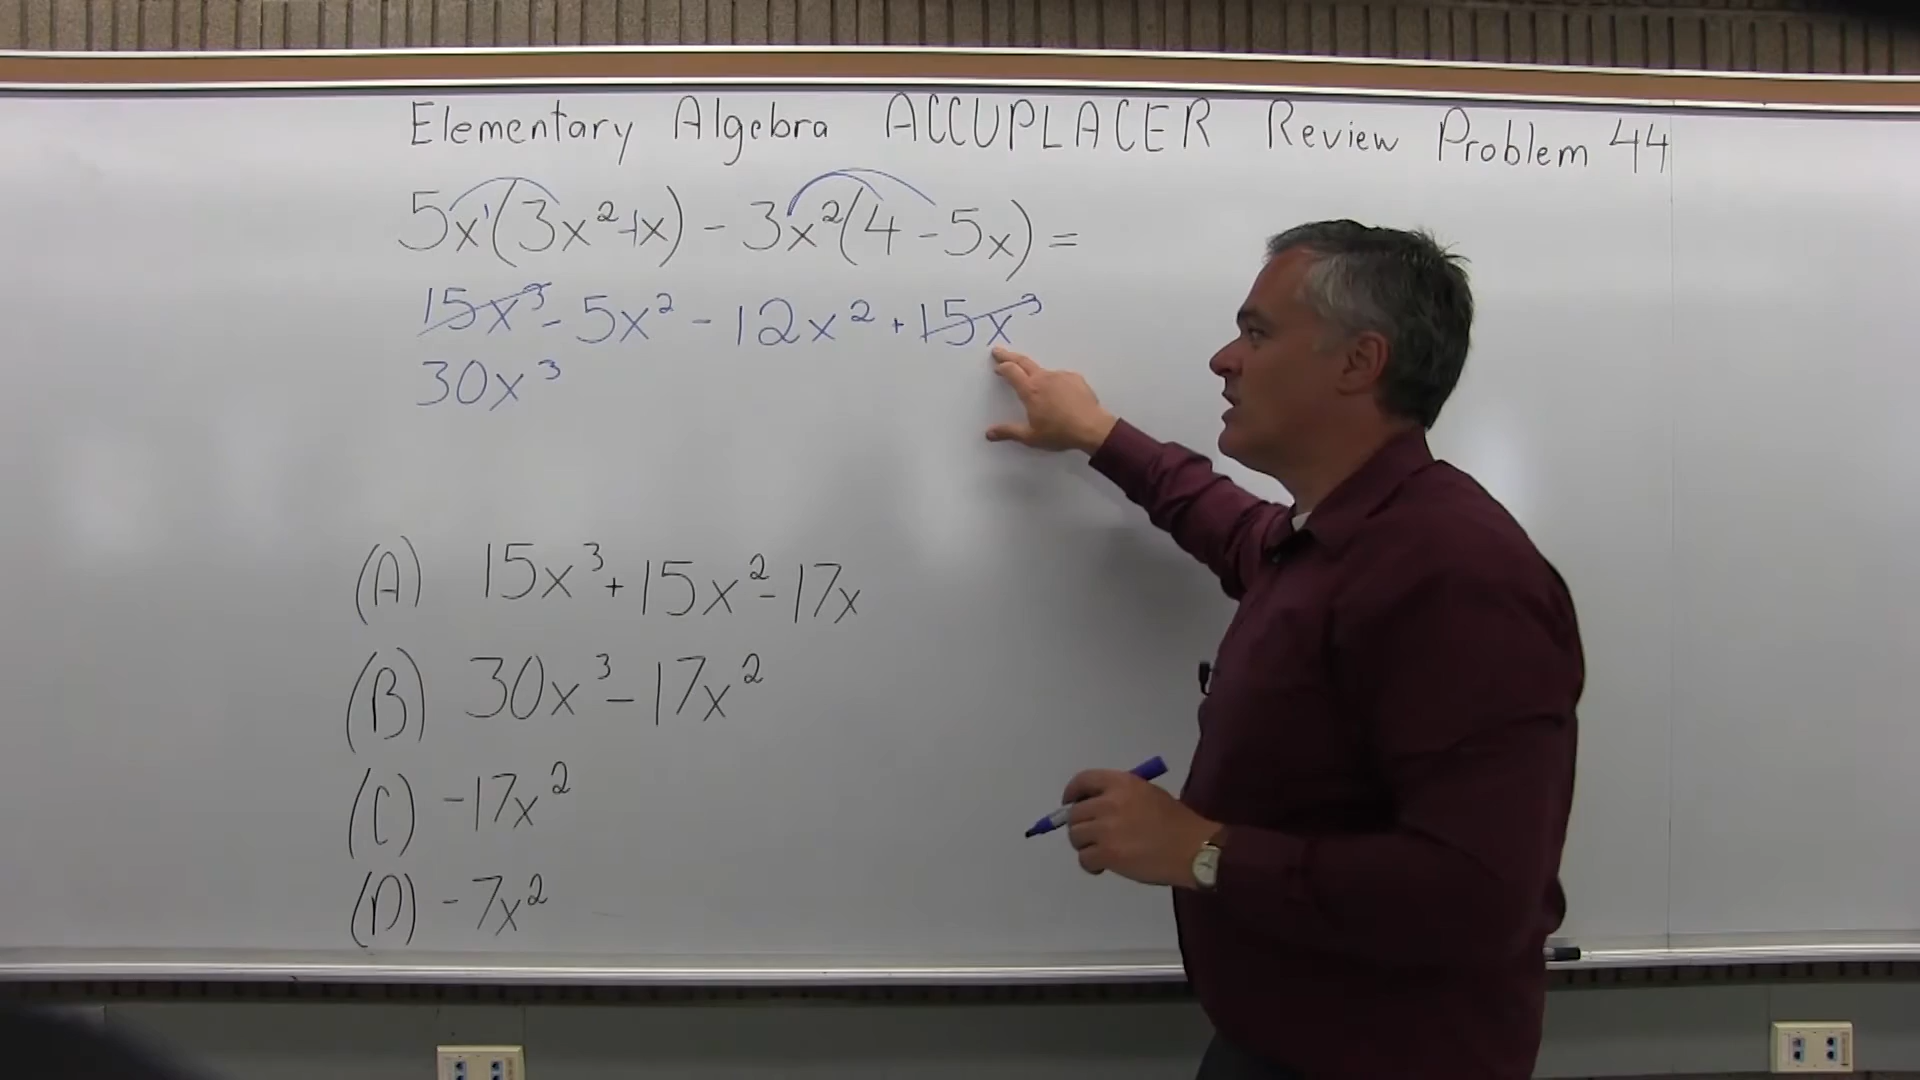 Elementary Algebra ACCUPLACER Review Problem 44
5x¹(3x²-1x) - 3x²(4 - 5x) =
15x³ - 5x² - 12x² + 15x³
30x³
(A) 15x³ + 15x² - 17x
(B) 30x³ - 17x²
(C) -17x²
(D) -7x²